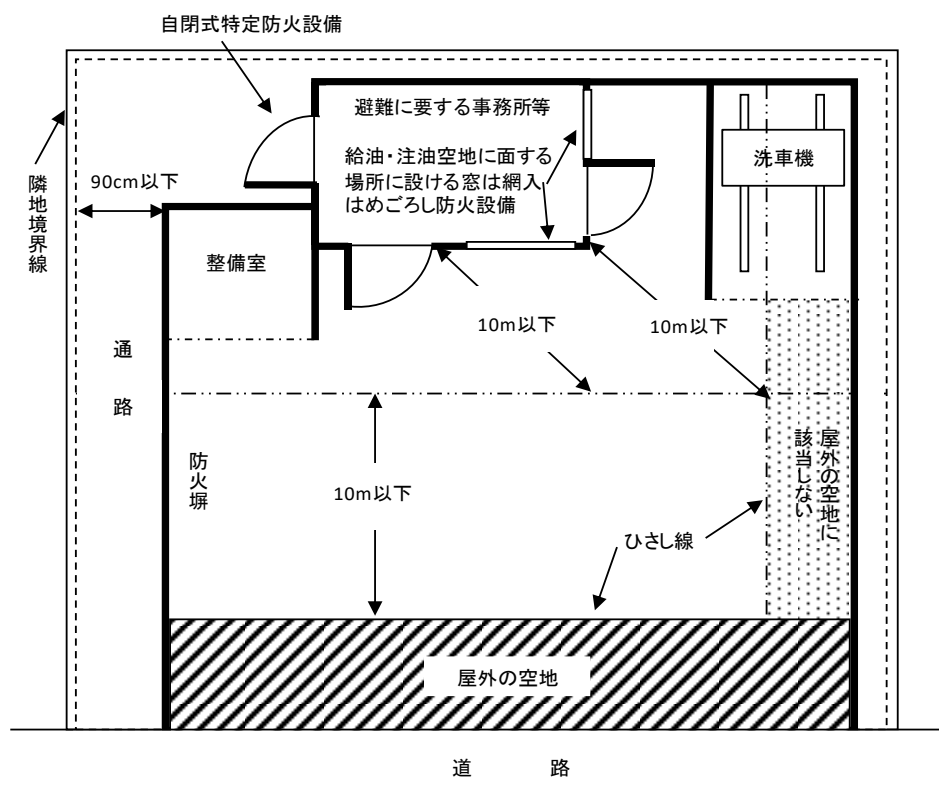 自閉式特定防火設備
避難に要する事務所等
給油・注油空地に面する
場所に設ける窓は網入
はめごろし防火設備
洗車機
90cm以下
隣地境界線
整備室
10m以下
10m以下
通路
防火塀
10m以下
ひさし線
屋外の空地に
該当しない
屋外の空地
道路